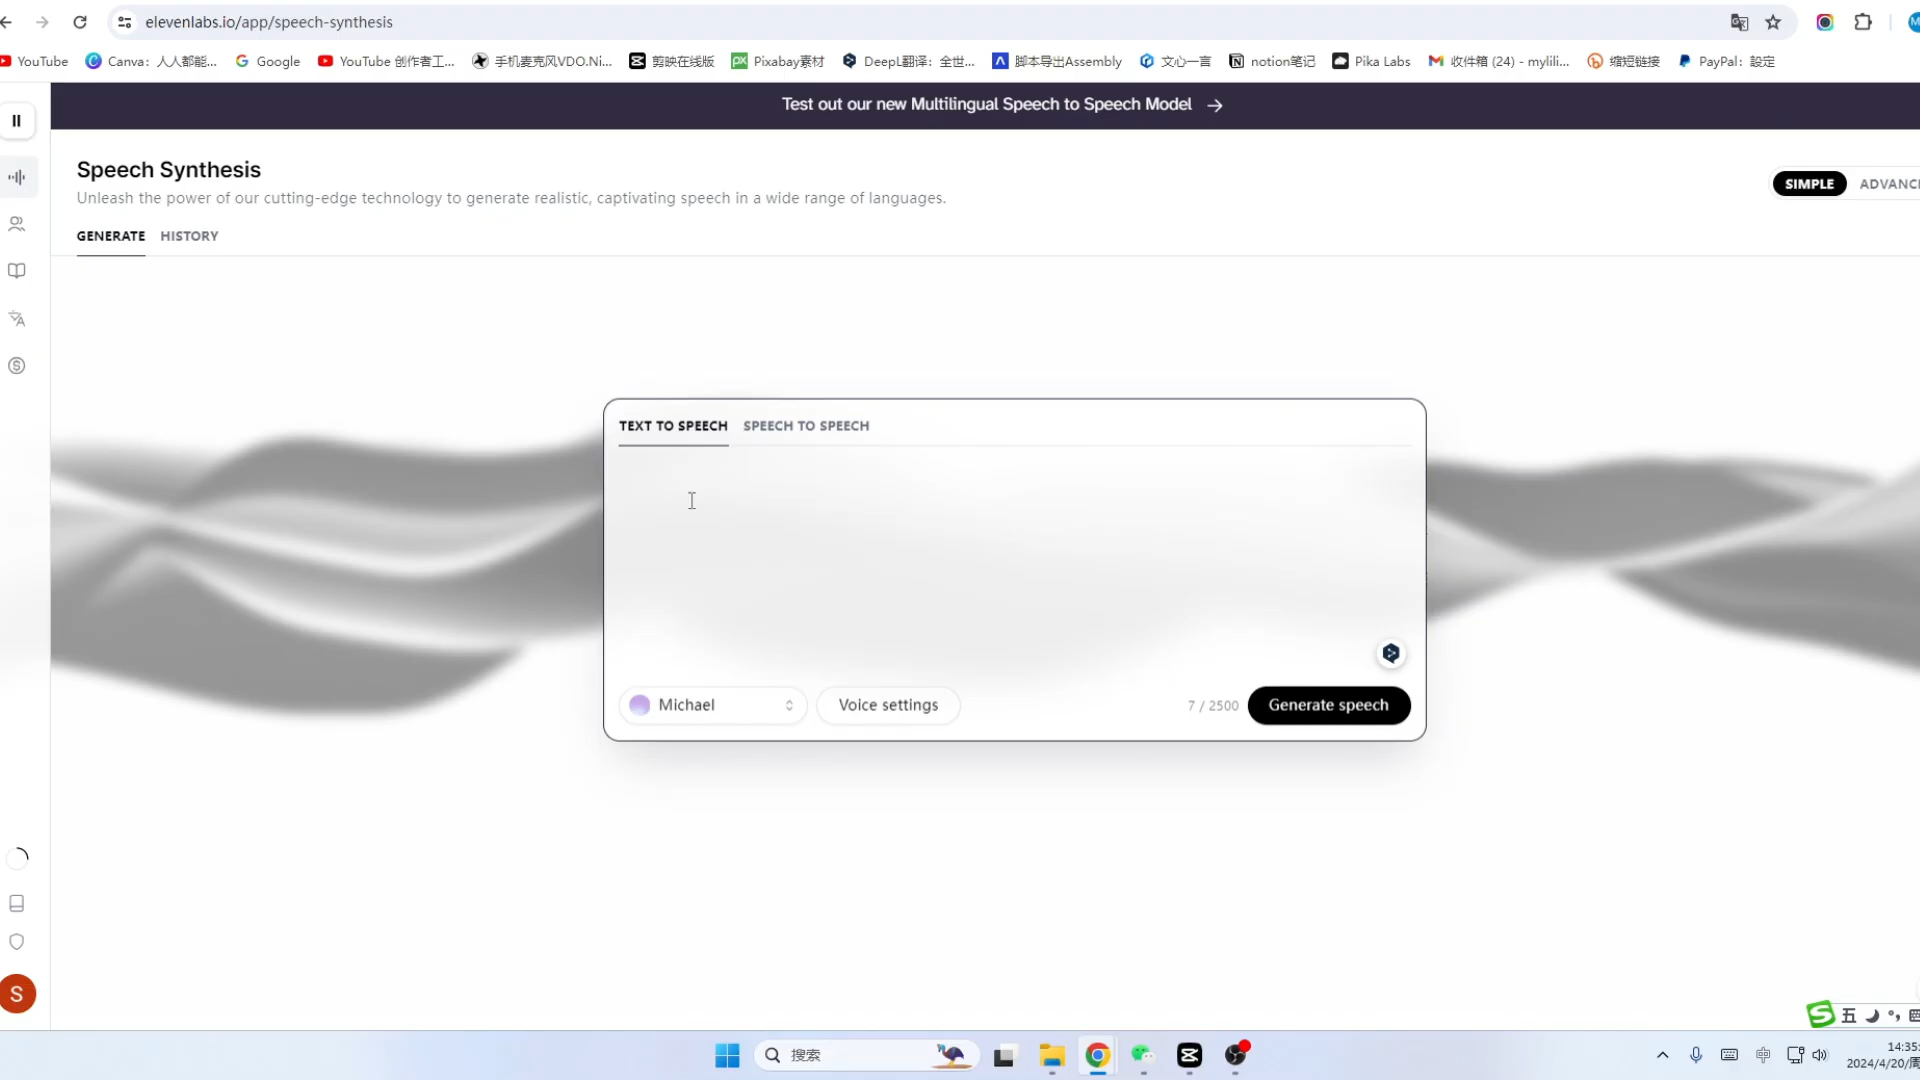 elevenlabs.io/app/speech-synthesis
YouTube
Canva：人人都能...
Google
YouTube 创作者工...
手机麦克风VDO.Ni...
剪映在线版
Pixabay素材
DeepL翻译：全世...
脚本导出Assembly
文心一言
notion笔记
Pika Labs
收件箱 (24) - mylili...
缩短链接
PayPal：設定
Test out our new Multilingual Speech to Speech Model →
Speech Synthesis
SIMPLE
Unleash the power of our cutting-edge technology to generate realistic, captivating speech in a wide range of languages.
GENERATE
HISTORY
TEXT TO SPEECH
SPEECH TO SPEECH
Michael
Voice settings
7 / 2500
Generate speech
S
五
搜索
中
14:35
2024/4/20/周